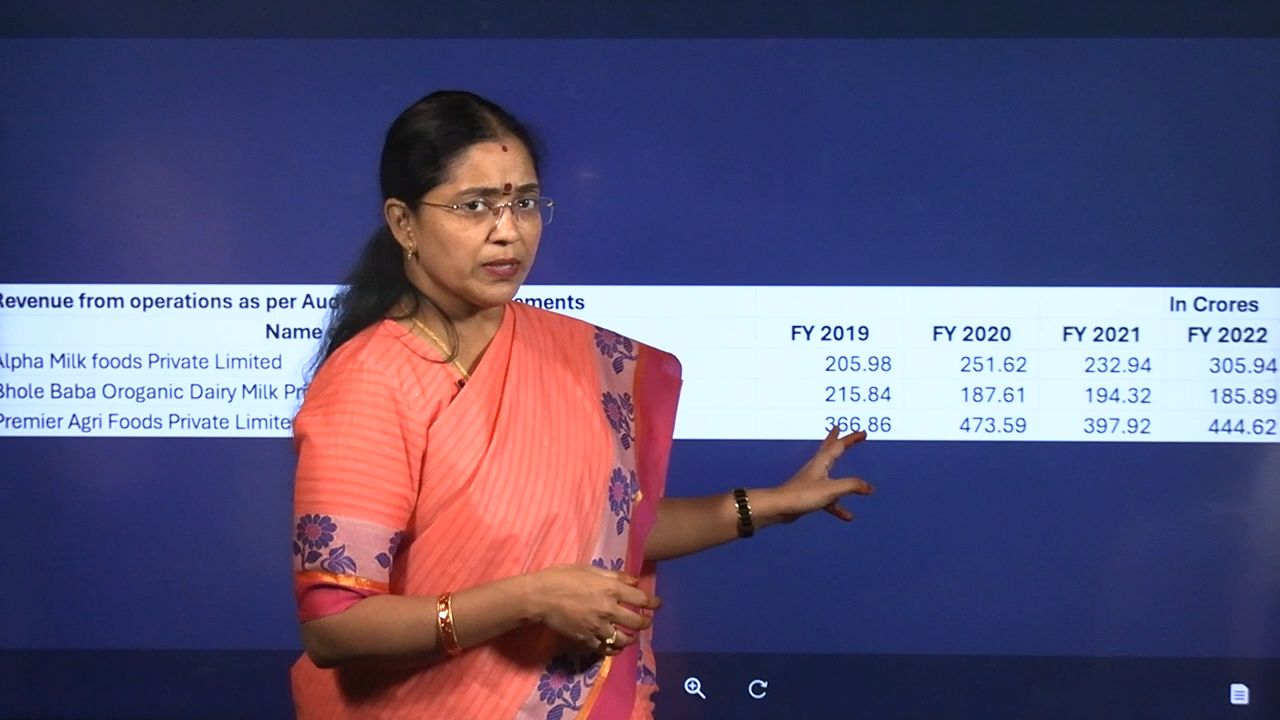 Revenue from operations as per Au ements In Crores
Name FY 2019 FY 2020 FY 2021 FY 2022
Alpha Milk foods Private Limited 205.98 251.62 232.94 305.94
Bhole Baba Oroganic Dairy Milk Pri 215.84 187.61 194.32 185.89
Premier Agri Foods Private Limite 366.86 473.59 397.92 444.62